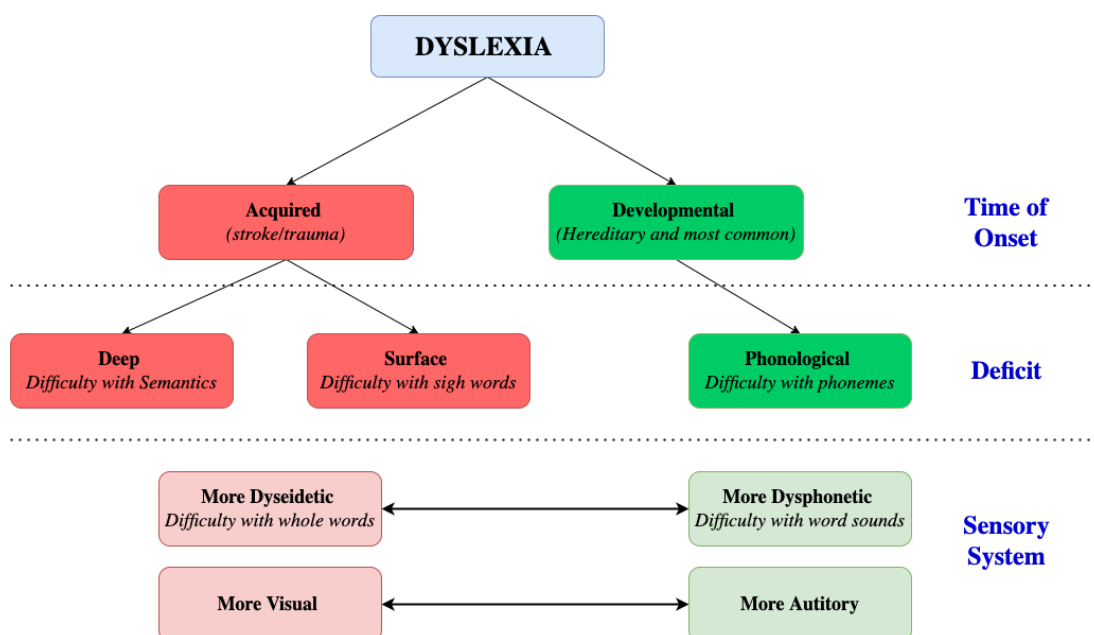 DYSLEXIA
Acquired
(stroke/trauma)
Developmental
(Hereditary and most common)
Time of
Onset
Deep
Difficulty with Semantics
Surface
Difficulty with sigh words
Phonological
Difficulty with phonemes
Deficit
More Dyseidetic
Difficulty with whole words
More Dysphonetic
Difficulty with word sounds
Sensory
System
More Visual
More Autitory